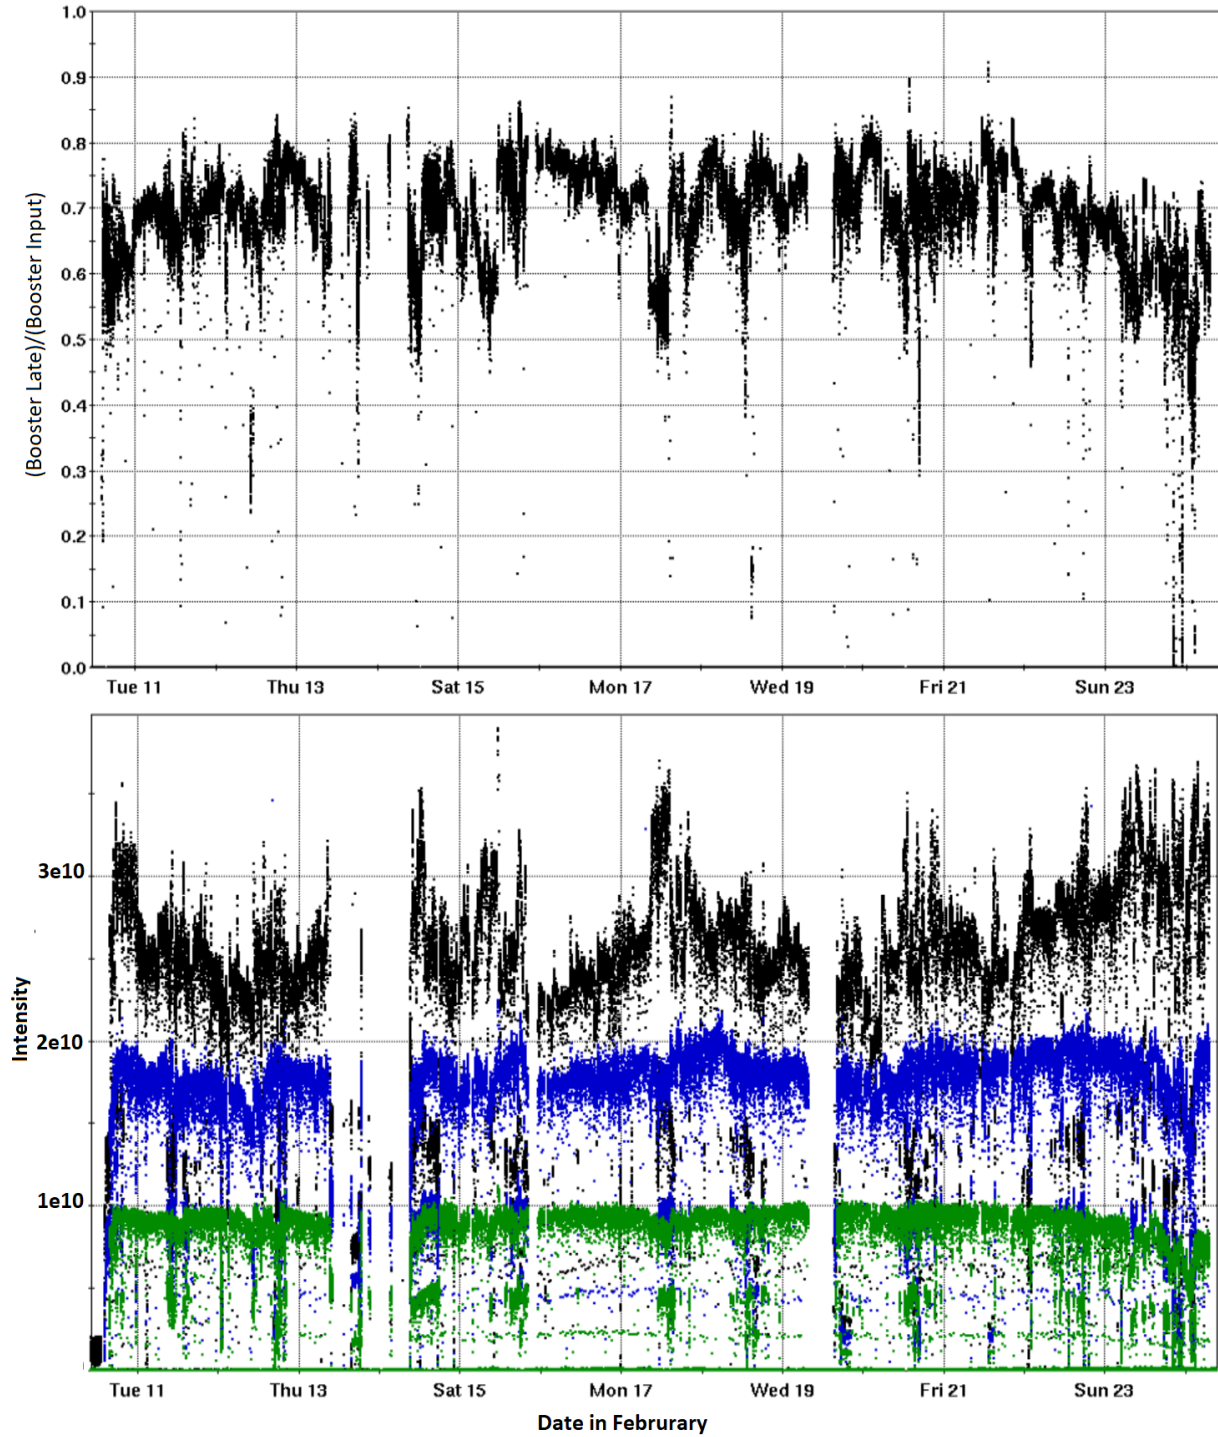 1.0
0.9
0.8
0.7
0.6
0.5
0.4
0.3
0.2
0.1
0.0
(Booster Late)/(Booster Input)
Tue 11 Thu 13 Sat 15 Mon 17 Wed 19 Fri 21 Sun 23
3e10
2e10
1e10
Intensity
Tue 11 Thu 13 Sat 15 Mon 17 Wed 19 Fri 21 Sun 23
Date in Februrary